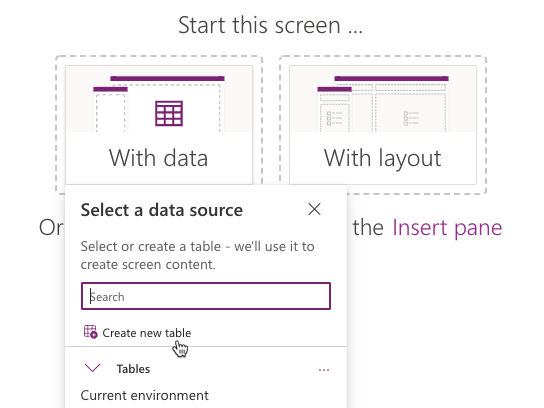 Start this screen ...
With data
With layout
Or
the Insert pane
Select a data source
Select or create a table - we'll use it to
create screen content.
Search
Create new table
Tables
...
Current environment